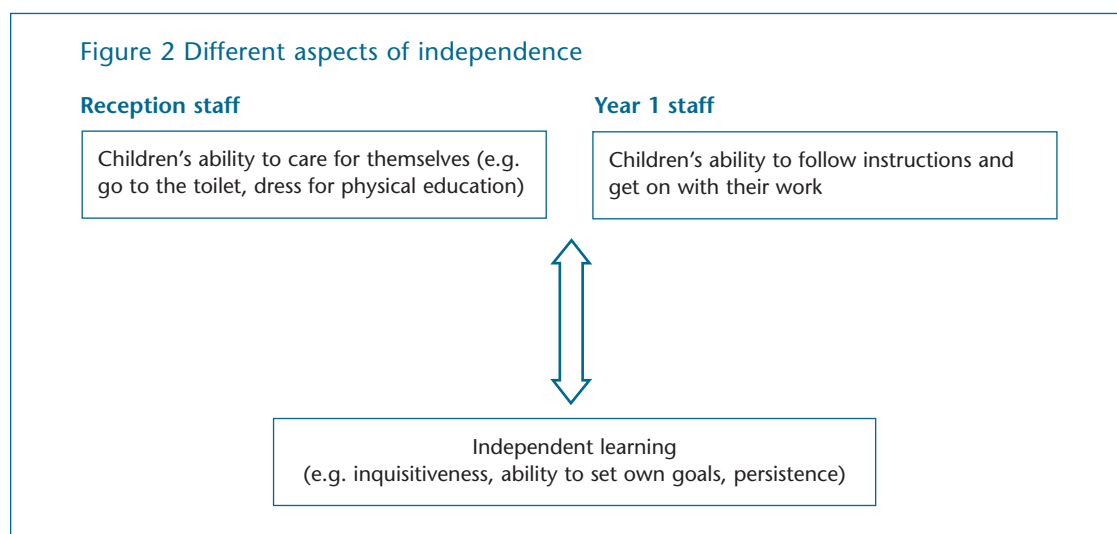 Figure 2 Different aspects of independence
Reception staff
Children’s ability to care for themselves (e.g.
go to the toilet, dress for physical education)
Year 1 staff
Children’s ability to follow instructions and
get on with their work
Independent learning
(e.g. inquisitiveness, ability to set own goals, persistence)